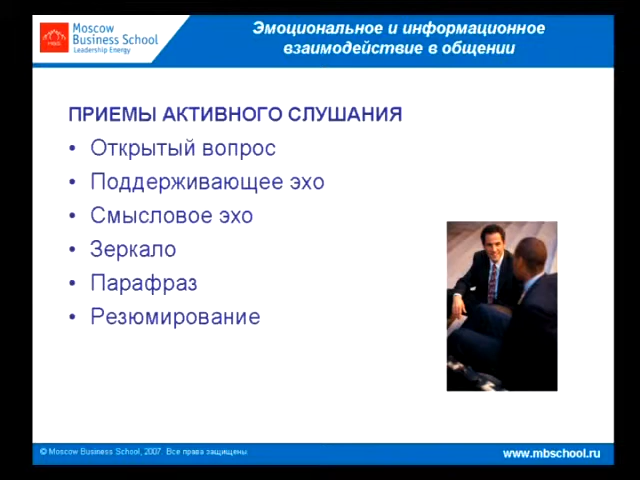 Moscow
Business School
Leadership Energy
Эмоциональное и информационное
взаимодействие в общении
ПРИЕМЫ АКТИВНОГО СЛУШАНИЯ
• Открытый вопрос
• Поддерживающее эхо
• Смысловое эхо
• Зеркало
• Парафраз
• Резюмирование
© Moscow Business School, 2007. Все права защищены.
www.mbschool.ru